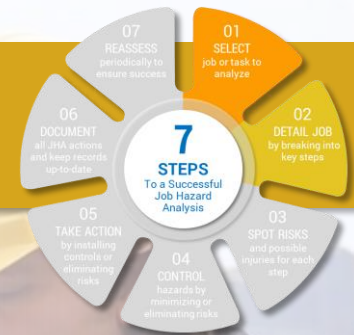 7
STEPS
To a Successful
Job Hazard
Analysis
01
SELECT
job or task to
analyze
02
DETAIL JOB
by breaking into
key steps
03
SPOT RISKS
and possible
injuries for each
step
04
CONTROL
hazards by
minimizing or
eliminating risks
05
TAKE ACTION
by installing
controls or
eliminating
risks
06
DOCUMENT
all JHA actions
and keep records
up-to-date
07
REASSESS
periodically to
ensure success